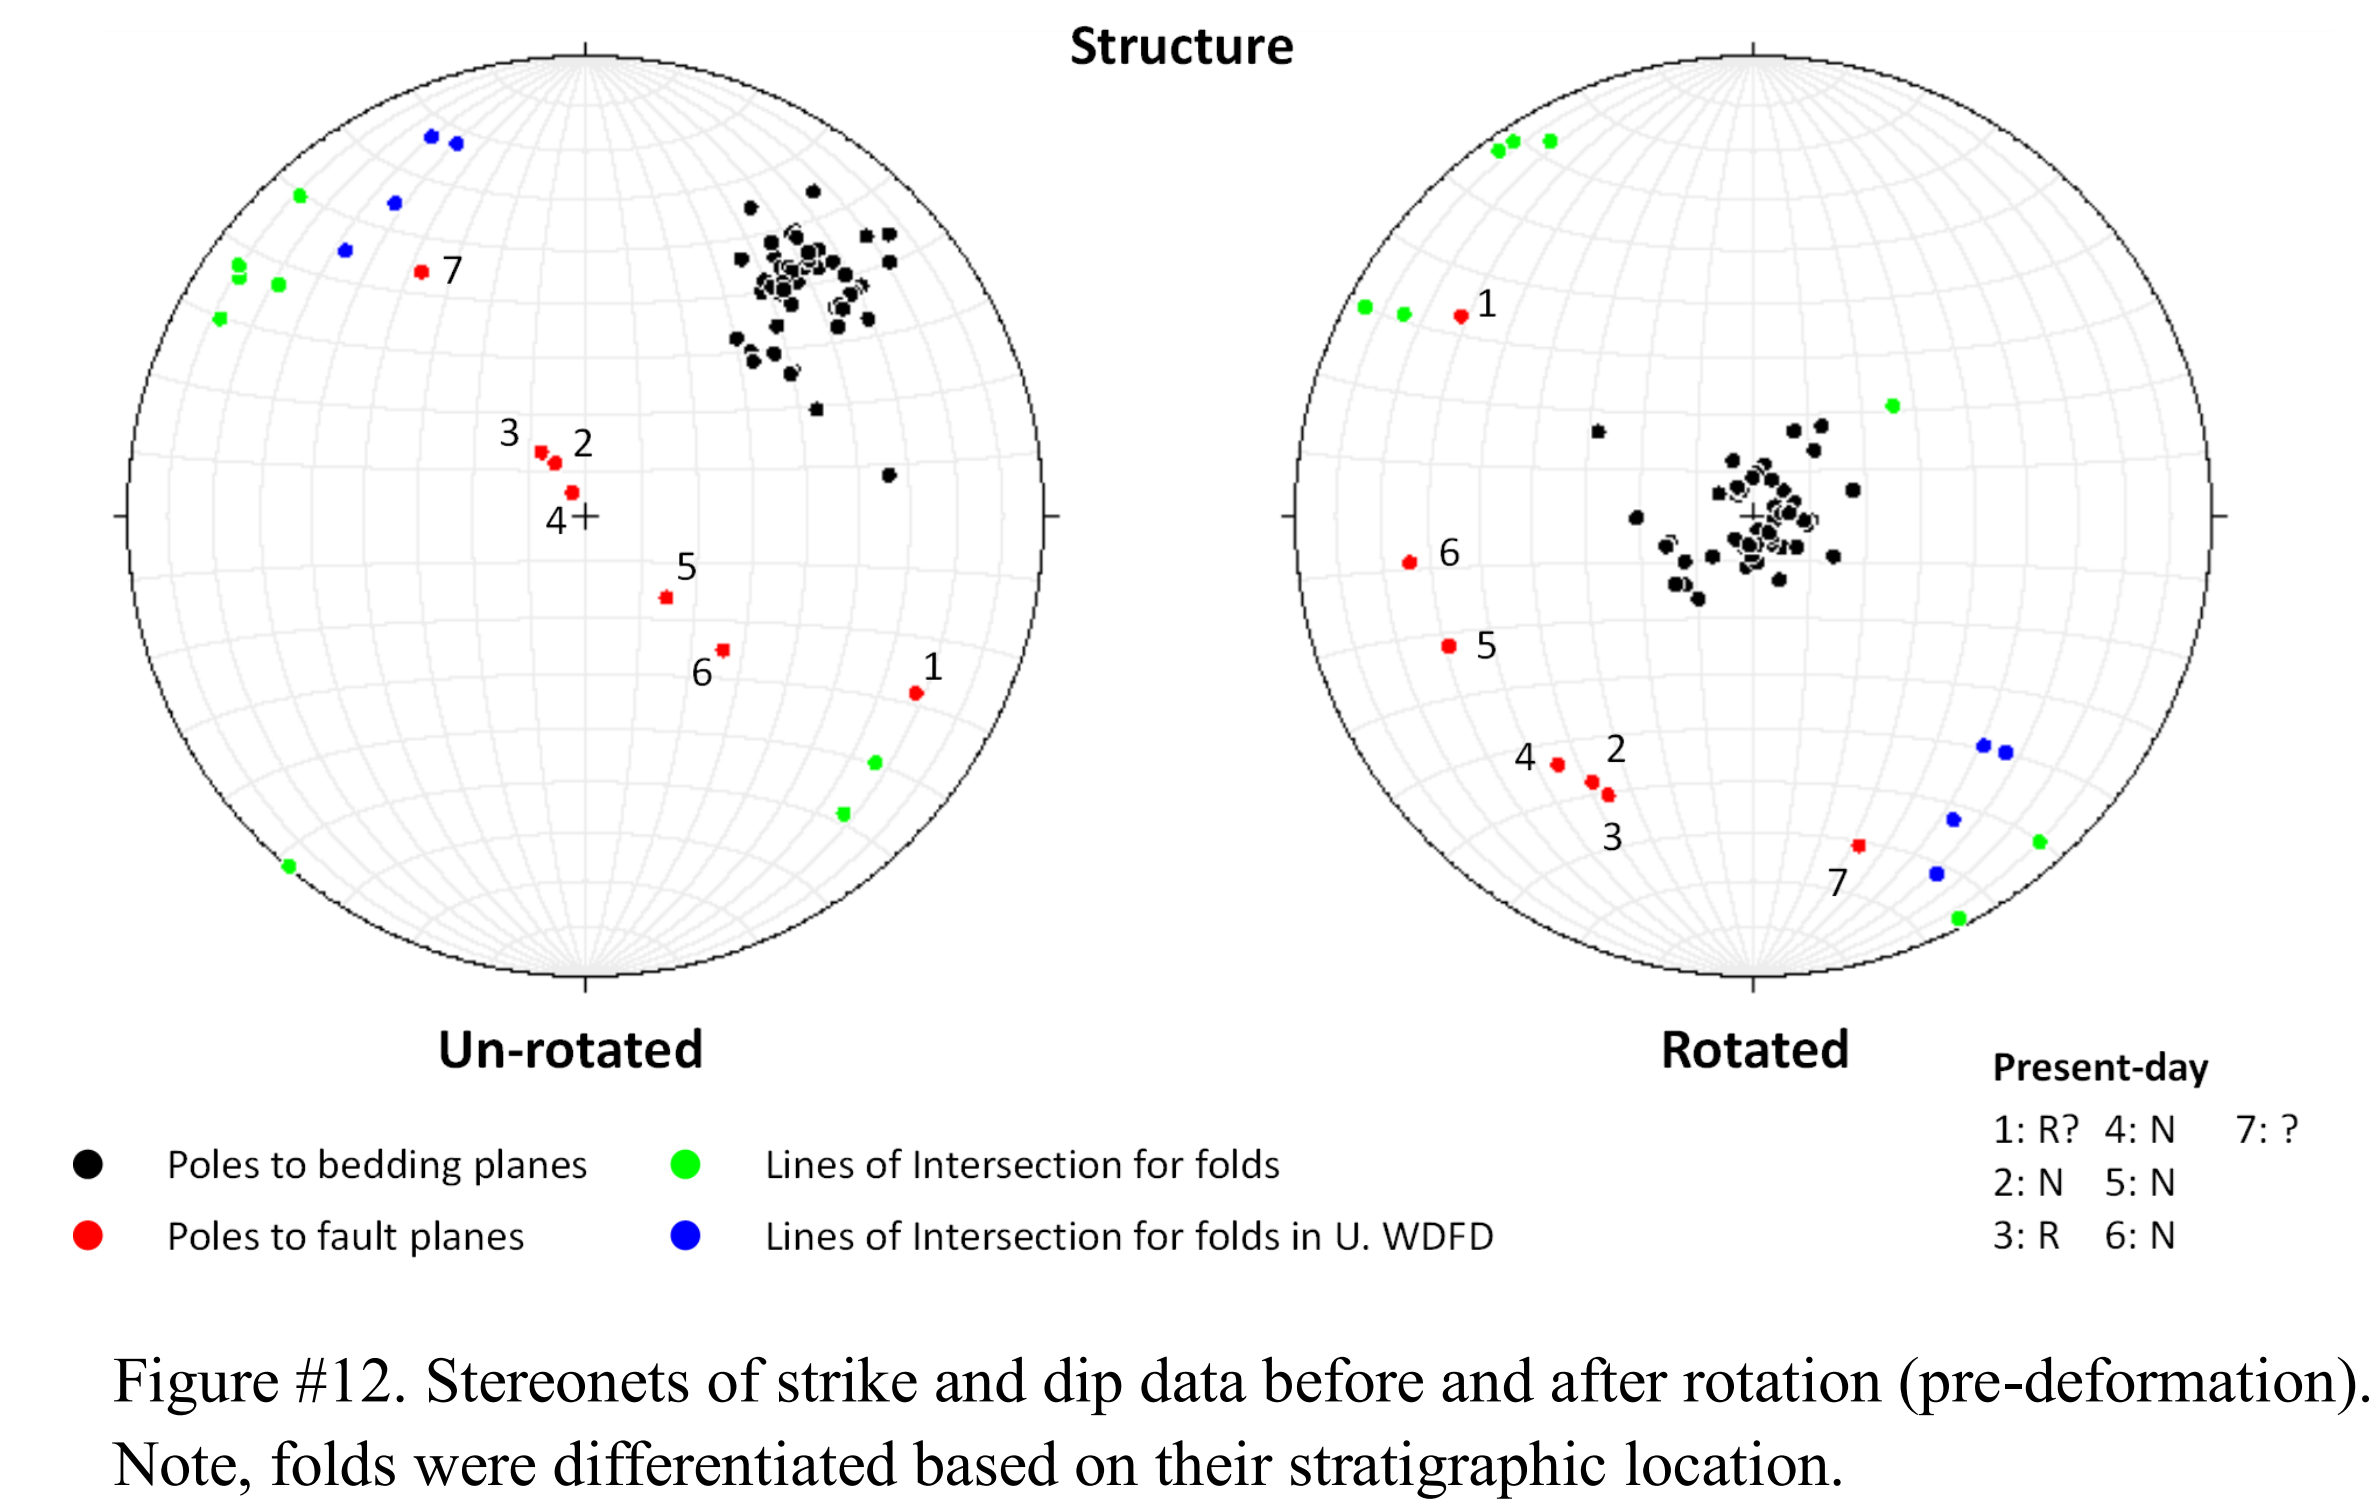 Structure
7
3
2
4
5
6
1
1
6
5
4
2
3
7
Un-rotated
Rotated
Present-day
1: R? 4: N 7: ?
2: N 5: N
3: R 6: N
Poles to bedding planes
Lines of Intersection for folds
Poles to fault planes
Lines of Intersection for folds in U. WDFD
Figure #12. Stereonets of strike and dip data before and after rotation (pre-deformation).
Note, folds were differentiated based on their stratigraphic location.